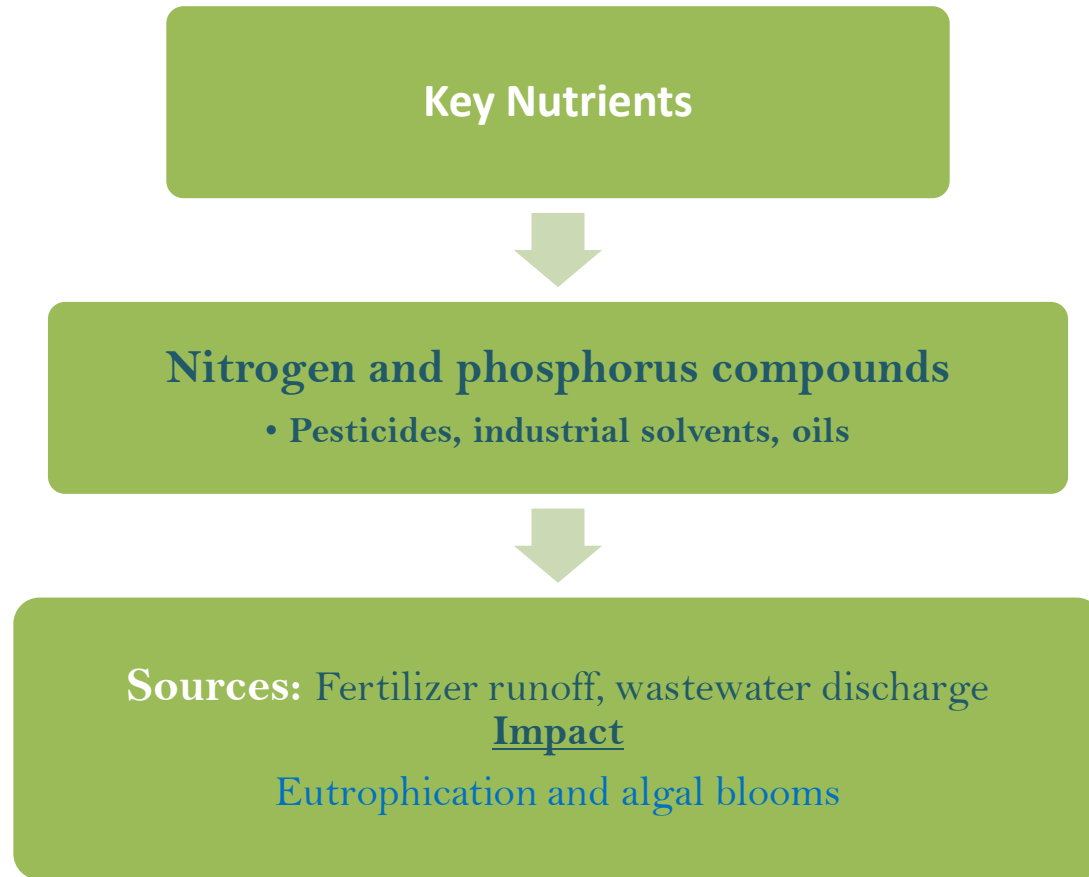 Key Nutrients
Nitrogen and phosphorus compounds
• Pesticides, industrial solvents, oils
Sources: Fertilizer runoff, wastewater discharge
Impact
Eutrophication and algal blooms